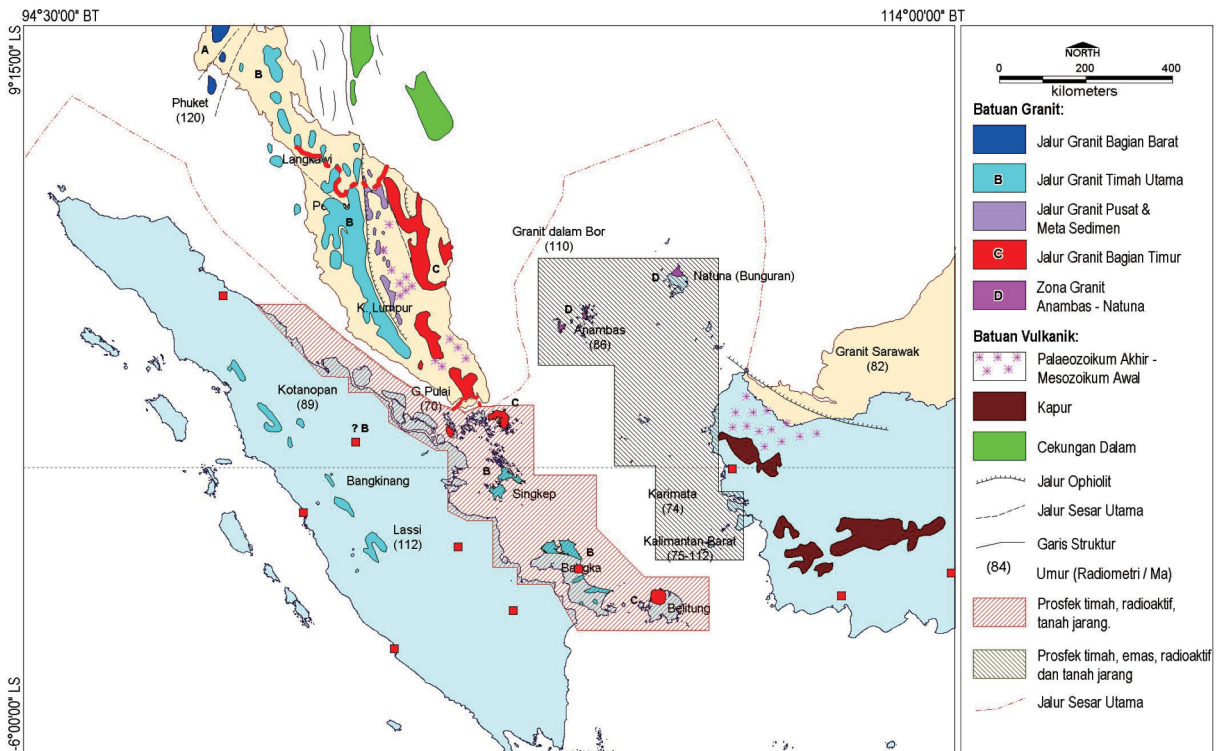 94°30'00" BT
114°00'00" BT
9°15'00" LS
-6°00'00" LS
A
B
Phuket
(120)
Langkawi
B
C
K. Lumpur
G.Pulai
(70)
C
Kotanopan
(89)
? B
Bangkinang
Lassi
(112)
B
Singkep
B
Bangka
C
Belitung
Granit dalam Bor
(110)
D
Natuna (Bunguran)
D
Anambas
(86)
Granit Sarawak
(82)
Karimata
(74)
Kalimantan Barat
(75-112)
NORTH
0 200 400
kilometers
Batuan Granit:
Jalur Granit Bagian Barat
B
Jalur Granit Timah Utama
Jalur Granit Pusat &
Meta Sedimen
C
Jalur Granit Bagian Timur
D
Zona Granit
Anambas - Natuna
Batuan Vulkanik:
Palaeozoikum Akhir -
Mesozoikum Awal
Kapur
Cekungan Dalam
Jalur Ophiolit
Jalur Sesar Utama
Garis Struktur
(84)
Umur (Radiometri / Ma)
Prosfek timah, radioaktif,
tanah jarang.
Prosfek timah, emas, radioaktif
dan tanah jarang
Jalur Sesar Utama